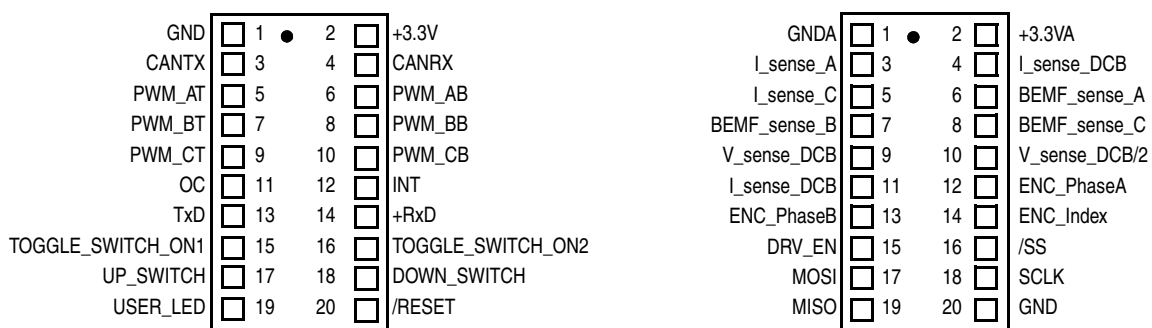 GND 1 2 +3.3V
CANTX 3 4 CANRX
PWM_AT 5 6 PWM_AB
PWM_BT 7 8 PWM_BB
PWM_CT 9 10 PWM_CB
OC 11 12 INT
TxD 13 14 +RxD
TOGGLE_SWITCH_ON1 15 16 TOGGLE_SWITCH_ON2
UP_SWITCH 17 18 DOWN_SWITCH
USER_LED 19 20 /RESET
GNDA 1 2 +3.3VA
I_sense_A 3 4 I_sense_DCB
I_sense_C 5 6 BEMF_sense_A
BEMF_sense_B 7 8 BEMF_sense_C
V_sense_DCB 9 10 V_sense_DCB/2
I_sense_DCB 11 12 ENC_PhaseA
ENC_PhaseB 13 14 ENC_Index
DRV_EN 15 16 /SS
MOSI 17 18 SCLK
MISO 19 20 GND